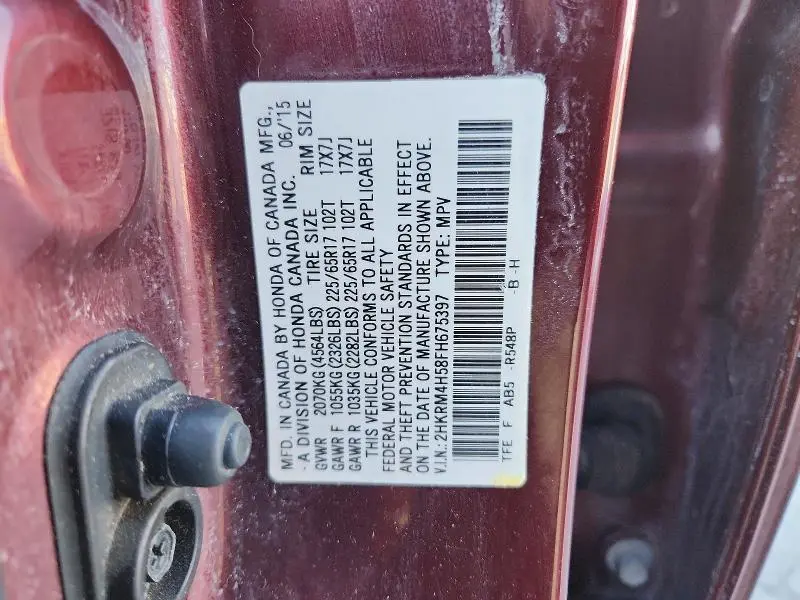 MFD. IN CANADA BY HONDA OF CANADA MFG.,
- A DIVISION OF HONDA CANADA INC. 06/'15
GVWR 2070KG (4564LBS) TIRE SIZE RIM SIZE
GAWR F 1055KG (2326LBS) 225/65R17 102T 17X7J
GAWR R 1035KG (2282LBS) 225/65R17 102T 17X7J
THIS VEHICLE CONFORMS TO ALL APPLICABLE
FEDERAL MOTOR VEHICLE SAFETY
AND THEFT PREVENTION STANDARDS IN EFFECT
ON THE DATE OF MANUFACTURE SHOWN ABOVE.
V.I.N.: 2HKRM4H58FH675397 TYPE: MPV
TFE F AB5 -R548P -B -H